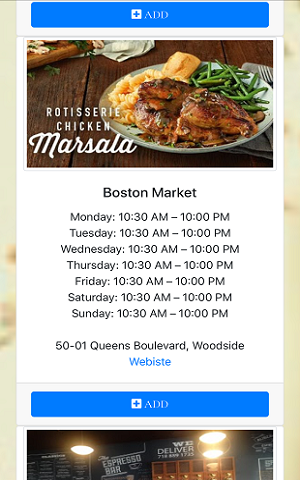 ADD
ROTISSERIE
CHICKEN
Marsala
Boston Market
Monday: 10:30 AM – 10:00 PM
Tuesday: 10:30 AM – 10:00 PM
Wednesday: 10:30 AM – 10:00 PM
Thursday: 10:30 AM – 10:00 PM
Friday: 10:30 AM – 10:00 PM
Saturday: 10:30 AM – 10:00 PM
Sunday: 10:30 AM – 10:00 PM
50-01 Queens Boulevard, Woodside
Webiste
ADD
WE
DELIVER
ESPRESSO
BAR